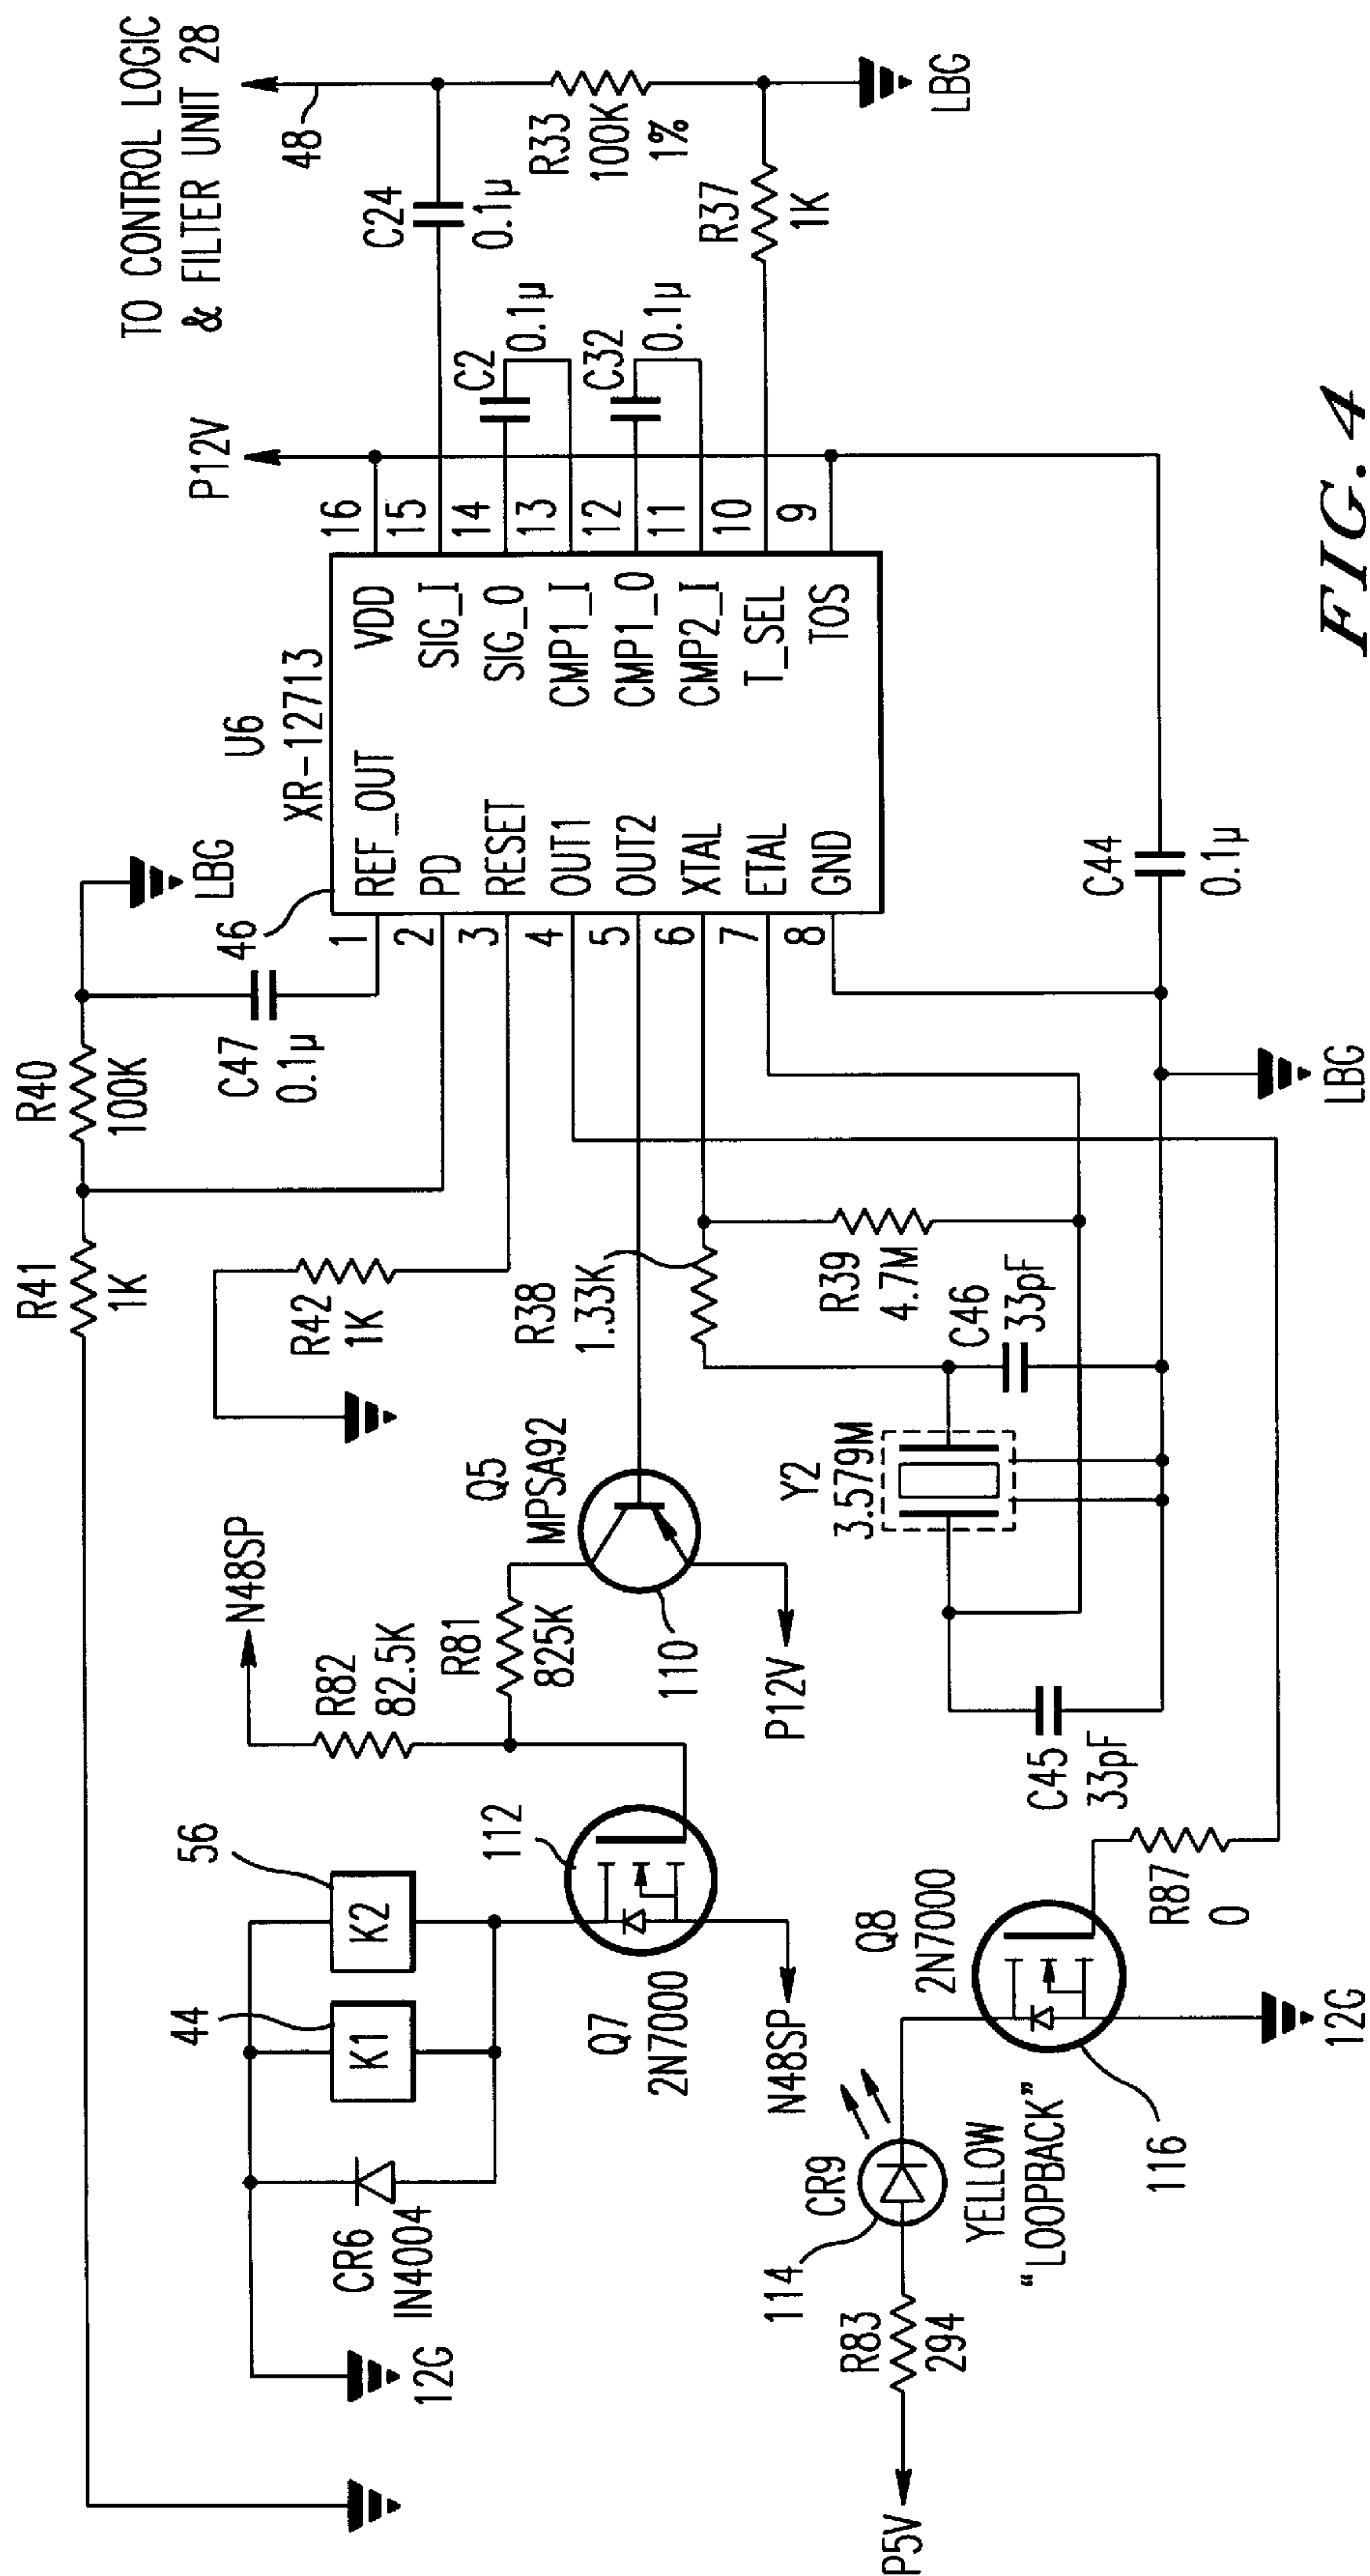 TO CONTROL LOGIC
& FILTER UNIT 28
48
P12V
LBG
R40
100K
R41
1K
C47
0.1µ
46
U6
XR-12713
C24
0.1µ
R33
100K
1%
LBG
C2
0.1µ
C32
0.1µ
R37
1K
1 REF_OUT VDD 16
2 PD SIG_I 15
3 RESET SIG_O 14
4 OUT1 CMP1_I 13
5 OUT2 CMP1_O 12
6 XTAL CMP2_I 11
7 ETAL T_SEL 10
8 GND TOS 9
R42
1K
N48SP
R82
82.5K
R81
825K
Q5
MPSA92
110
P12V
R38
1.33K
R39
4.7M
56
K2
44
K1
CR6
IN4004
12G
112
Q7
2N7000
N48SP
Y2
3.579M
C46
33pF
C45
33pF
C44
0.1µ
LBG
Q8
2N7000
R87
0
CR9
114
YELLOW
"LOOPBACK"
116
12G
R83
294
P5V
FIG. 4